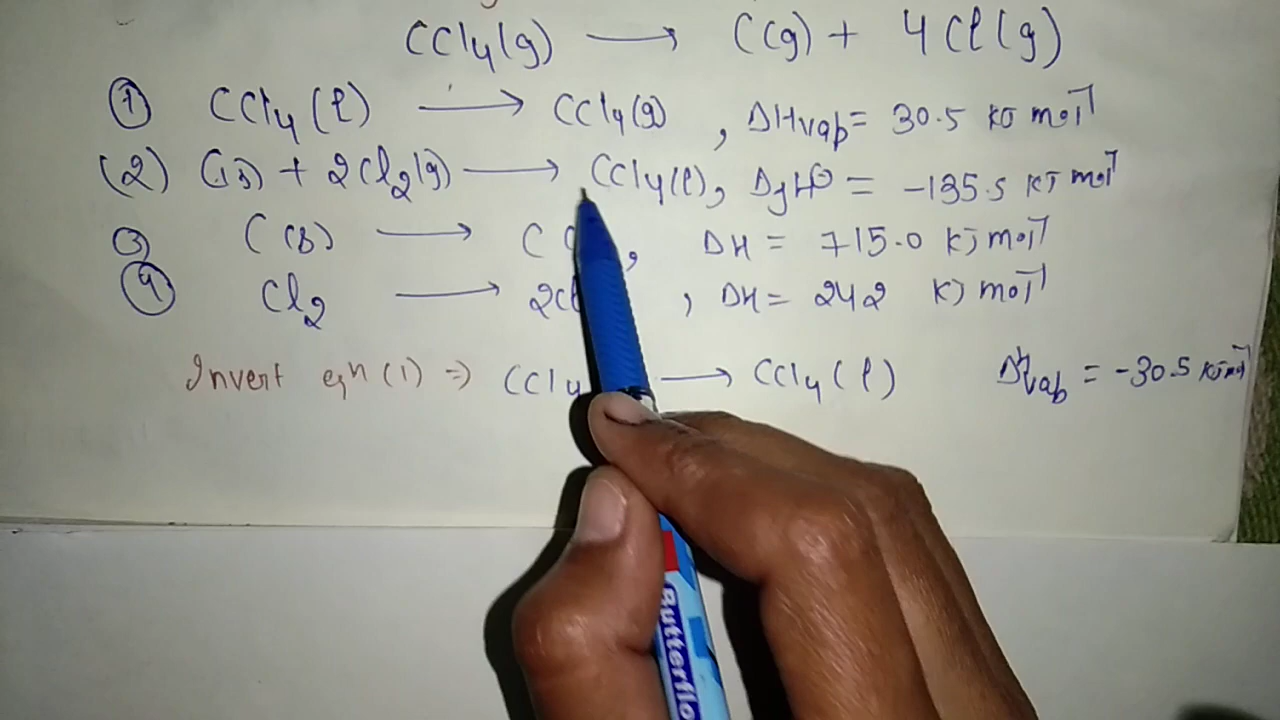 CCl4(g) → C(g) + 4Cl(g)
① CCl4(l) → CCl4(g) , ΔHvap = 30.5 kJ mol⁻¹
(2) C(s) + 2Cl2(g) → CCl4(l), ΔfHᶱ = -135.5 kJ mol⁻¹
③ C(s) → C , ΔH = 715.0 kJ mol⁻¹
④ Cl2 → , ΔH = 242 kJ mol⁻¹
Invert eqn (1) ⇒ CCl4 → CCl4(l) ΔHvap = -30.5 kJ mol⁻¹
Butterflo